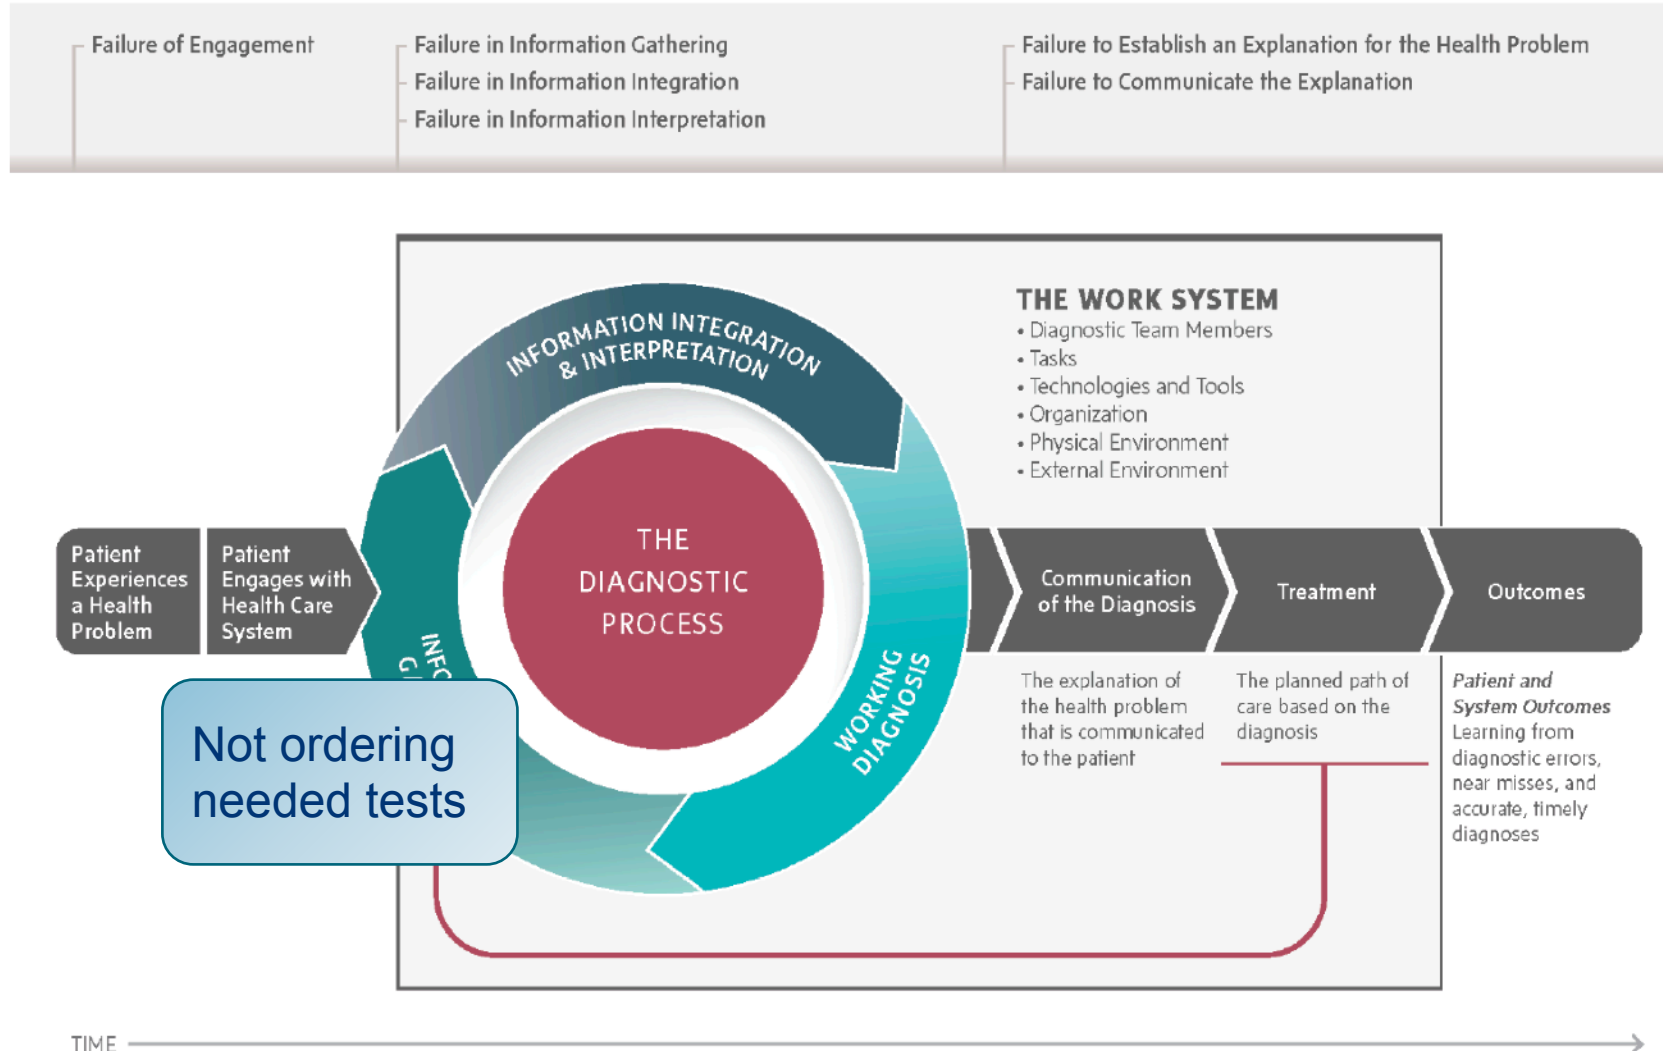 Failure of Engagement
Failure in Information Gathering
Failure in Information Integration
Failure in Information Interpretation
Failure to Establish an Explanation for the Health Problem
Failure to Communicate the Explanation
INFORMATION INTEGRATION
& INTERPRETATION
THE WORK SYSTEM
• Diagnostic Team Members
• Tasks
• Technologies and Tools
• Organization
• Physical Environment
• External Environment
Patient
Experiences
a Health
Problem
Patient
Engages with
Health Care
System
THE
DIAGNOSTIC
PROCESS
WORKING
DIAGNOSIS
Communication
of the Diagnosis
Treatment
Outcomes
Not ordering
needed tests
The explanation of
the health problem
that is communicated
to the patient
The planned path of
care based on the
diagnosis
Patient and
System Outcomes
Learning from
diagnostic errors,
near misses, and
accurate, timely
diagnoses
TIME